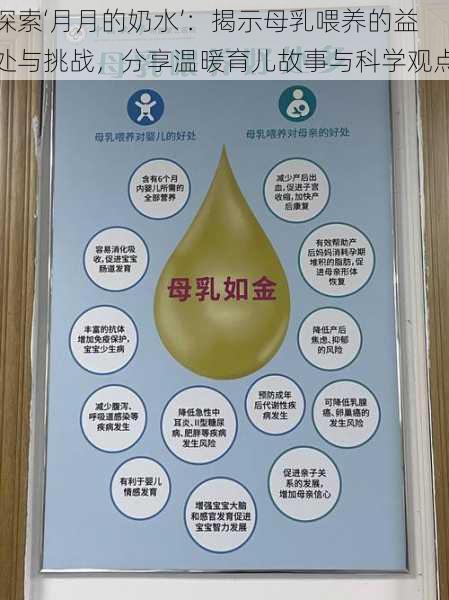 探索‘月月的奶水’：揭示母乳喂养的益
处与挑战，分享温暖育儿故事与科学观点
母乳喂养对婴儿的好处
母乳喂养对母亲的好处
含有6个月
内婴儿所需的
全部营养
减少产后出
血，促进子宫
收缩，加快产
后康复
容易消化吸
收，促进宝宝
肠道发育
有效帮助产
后妈妈消耗孕期
堆积的脂肪，促
进母亲形体
恢复
母乳如金
丰富的抗体
增加免疫保护，
宝宝少生病
降低产后
焦虑、抑郁
的风险
减少腹泻、
呼吸道感染等
疾病发生
降低急性中
耳炎、II型糖尿
病、肥胖等疾病
发生风险
预防成年
后代谢性疾
病发生
可降低乳腺
癌、卵巢癌的
发生风险
有利于婴儿
情感发育
增强宝宝大脑
和感官发育促进
宝宝智力发展
促进亲子关
系的发展，
增加母亲信心